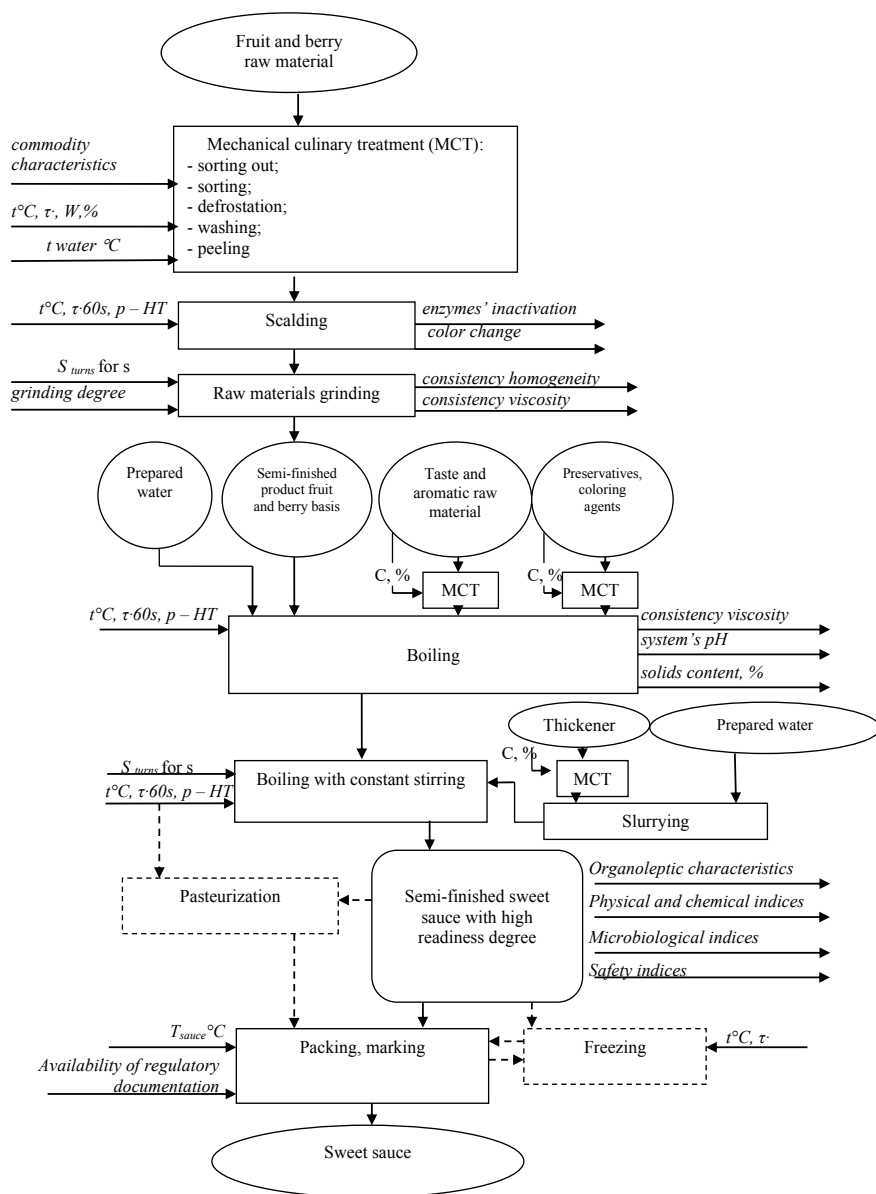 Fruit and berry
raw material
commodity
characteristics
Mechanical culinary treatment (MCT):
- sorting out;
- sorting;
- defrostation;
- washing;
- peeling
t°C, τ·, W,%
t water °C
t°C, τ·60s, p – HT
Scalding
enzymes' inactivation
color change
S turns for s
grinding degree
Raw materials grinding
consistency homogeneity
consistency viscosity
Prepared
water
Semi-finished
product fruit
and berry basis
Taste and
aromatic raw
material
Preservatives,
coloring
agents
C, %
MCT
C, %
MCT
t°C, τ·60s, p – HT
Boiling
consistency viscosity
system's pH
solids content, %
Thickener
Prepared water
C, %
MCT
S turns for s
t°C, τ·60s, p – HT
Boiling with constant stirring
Slurrying
Pasteurization
Semi-finished sweet
sauce with high
readiness degree
Organoleptic characteristics
Physical and chemical indices
Microbiological indices
Safety indices
Tsauce°C
Availability of regulatory
documentation
Packing, marking
Freezing
t°C, τ·
Sweet sauce